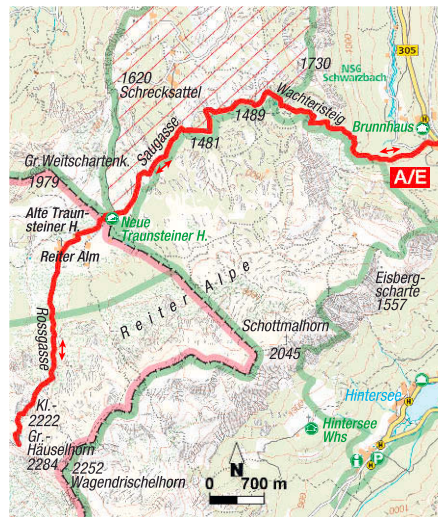 1730
NSG
Schwarzbach
305
1620
Schrecksattel
Wachtersteig
1489
Brunnhaus
H
Saugasse
1481
A/E
Gr. Weitschartenk.
1979
Alte Traun-
steiner H.
Neue
Traunsteiner H.
Reiter Alm
Reiter Alpe
Eisberg-
scharte
1557
Rossgasse
Schottmalhorn
2045
Kl.-
2222
Gr.-
Häuselhorn
2284
2252
Wagendrischelhorn
Hintersee
H
Hintersee
Whs
H
P
H
N
0 700 m